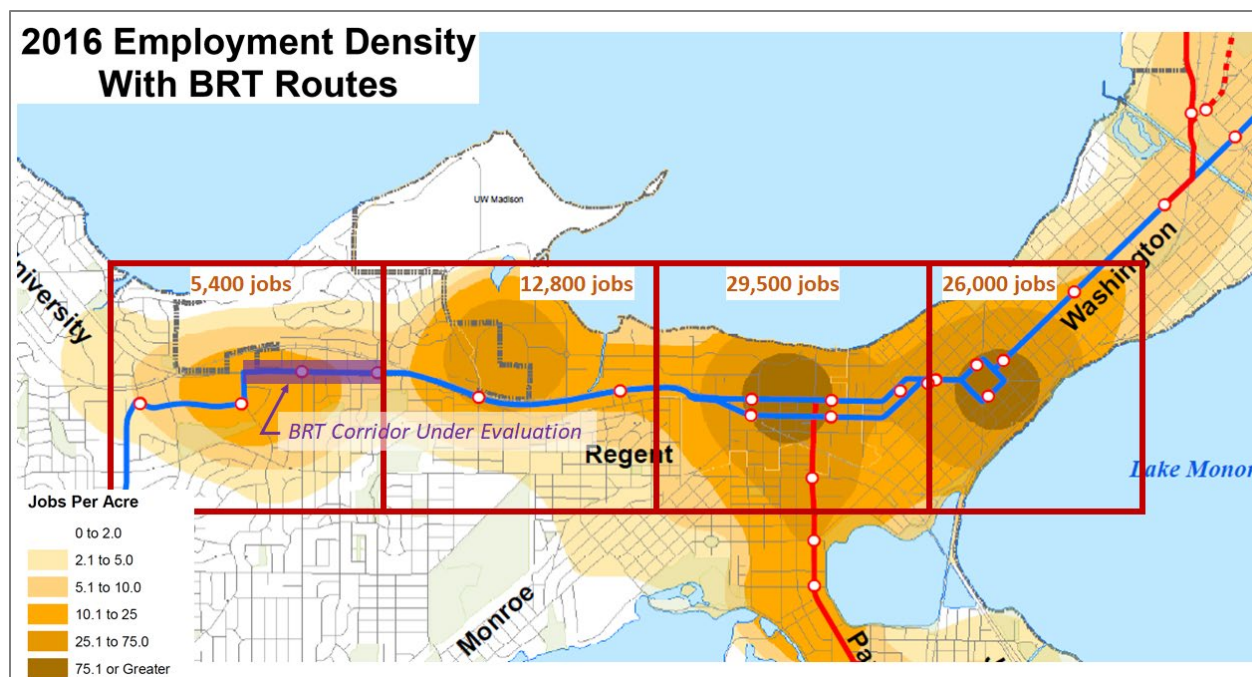 2016 Employment Density
With BRT Routes
UW Madison
University
5,400 jobs
12,800 jobs
29,500 jobs
26,000 jobs
Washington
BRT Corridor Under Evaluation
Regent
Lake Monon
Monroe
Jobs Per Acre
0 to 2.0
2.1 to 5.0
5.1 to 10.0
10.1 to 25
25.1 to 75.0
75.1 or Greater
Pa